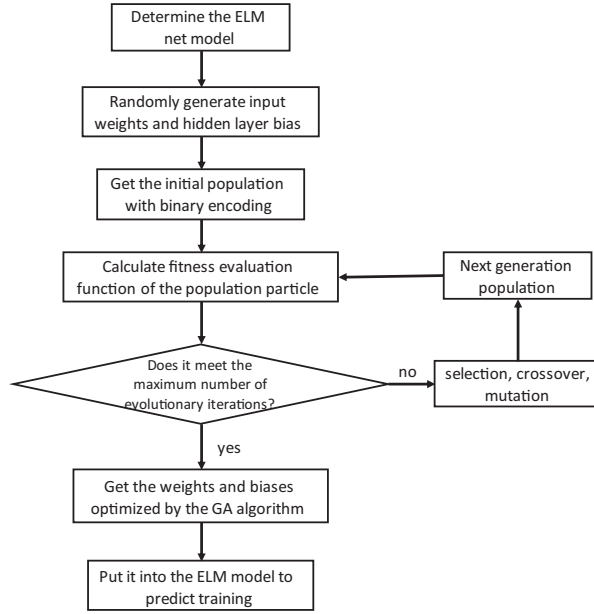 Determine the ELM
net model
Randomly generate input
weights and hidden layer bias
Get the initial population
with binary encoding
Calculate fitness evaluation
function of the population particle
Next generation
population
Does it meet the
maximum number of
evolutionary iterations?
no
selection, crossover,
mutation
yes
Get the weights and biases
optimized by the GA algorithm
Put it into the ELM model to
predict training